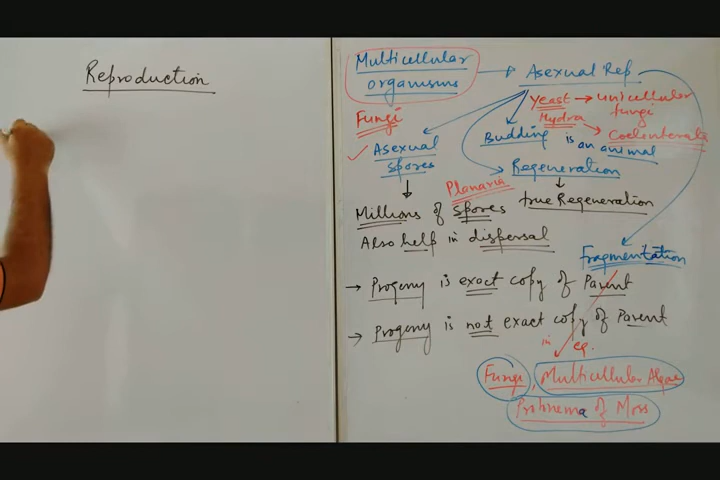 Reproduction
Multicellular
organisms
Asexual Rep
Yeast → unicellular
fungi
Fungi
Hydra
Coelenterate
Budding is an animal
Asexual
spores
Regeneration
Planaria
true Regeneration
Millions of spores
Also help in dispersal
Fragmentation
→ Progeny is exact copy of Parent
→ Progeny is not exact copy of Parent
in eg.
Fungi, Multicellular Algae
Protonema of Moss